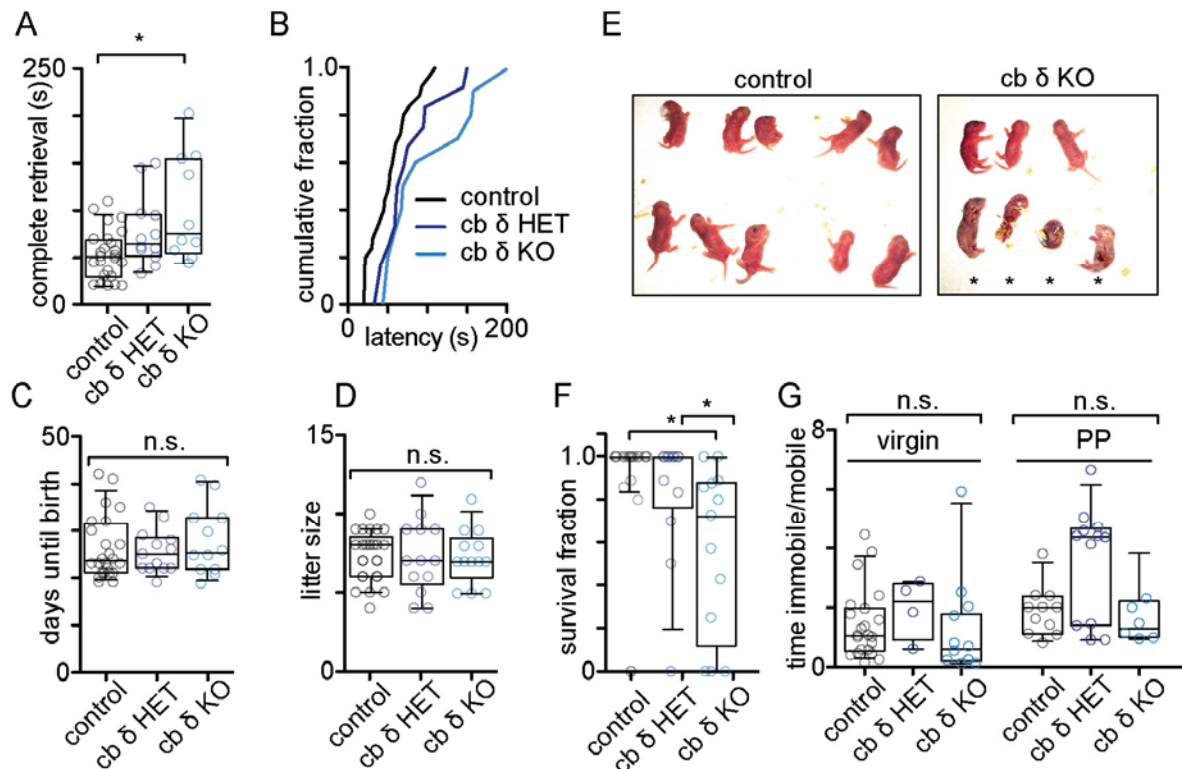 A
*
complete retrieval (s)
250
0
control
cb δ HET
cb δ KO
B
cumulative fraction
1.0
0
0
latency (s)
200
control
cb δ HET
cb δ KO
E
control
cb δ KO
* * * *
C
days until birth
50
0
n.s.
control
cb δ HET
cb δ KO
D
litter size
15
0
n.s.
control
cb δ HET
cb δ KO
F
survival fraction
1.0
0
*
*
control
cb δ HET
cb δ KO
G
time immobile/mobile
8
0
n.s.
virgin
n.s.
PP
control
cb δ HET
cb δ KO
control
cb δ HET
cb δ KO